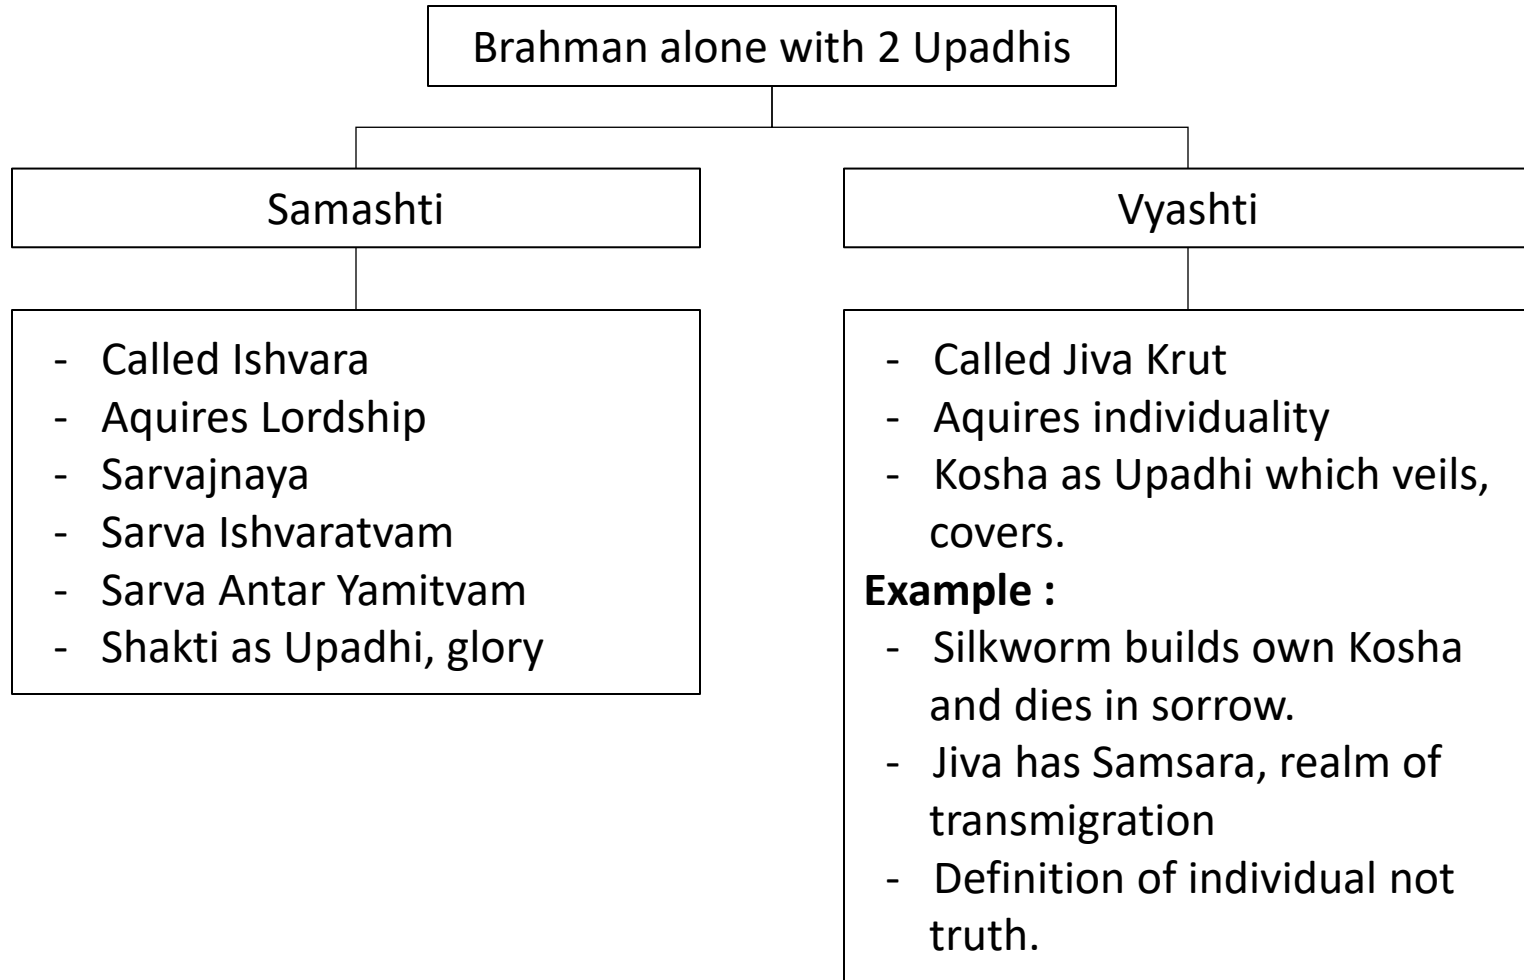 Brahman alone with 2 Upadhis
Samashti
Vyashti
- Called Ishvara
- Aquires Lordship
- Sarvajnaya
- Sarva Ishvaratvam
- Sarva Antar Yamitvam
- Shakti as Upadhi, glory
- Called Jiva Krut
- Aquires individuality
- Kosha as Upadhi which veils,
covers.
Example :
- Silkworm builds own Kosha
and dies in sorrow.
- Jiva has Samsara, realm of
transmigration
- Definition of individual not
truth.